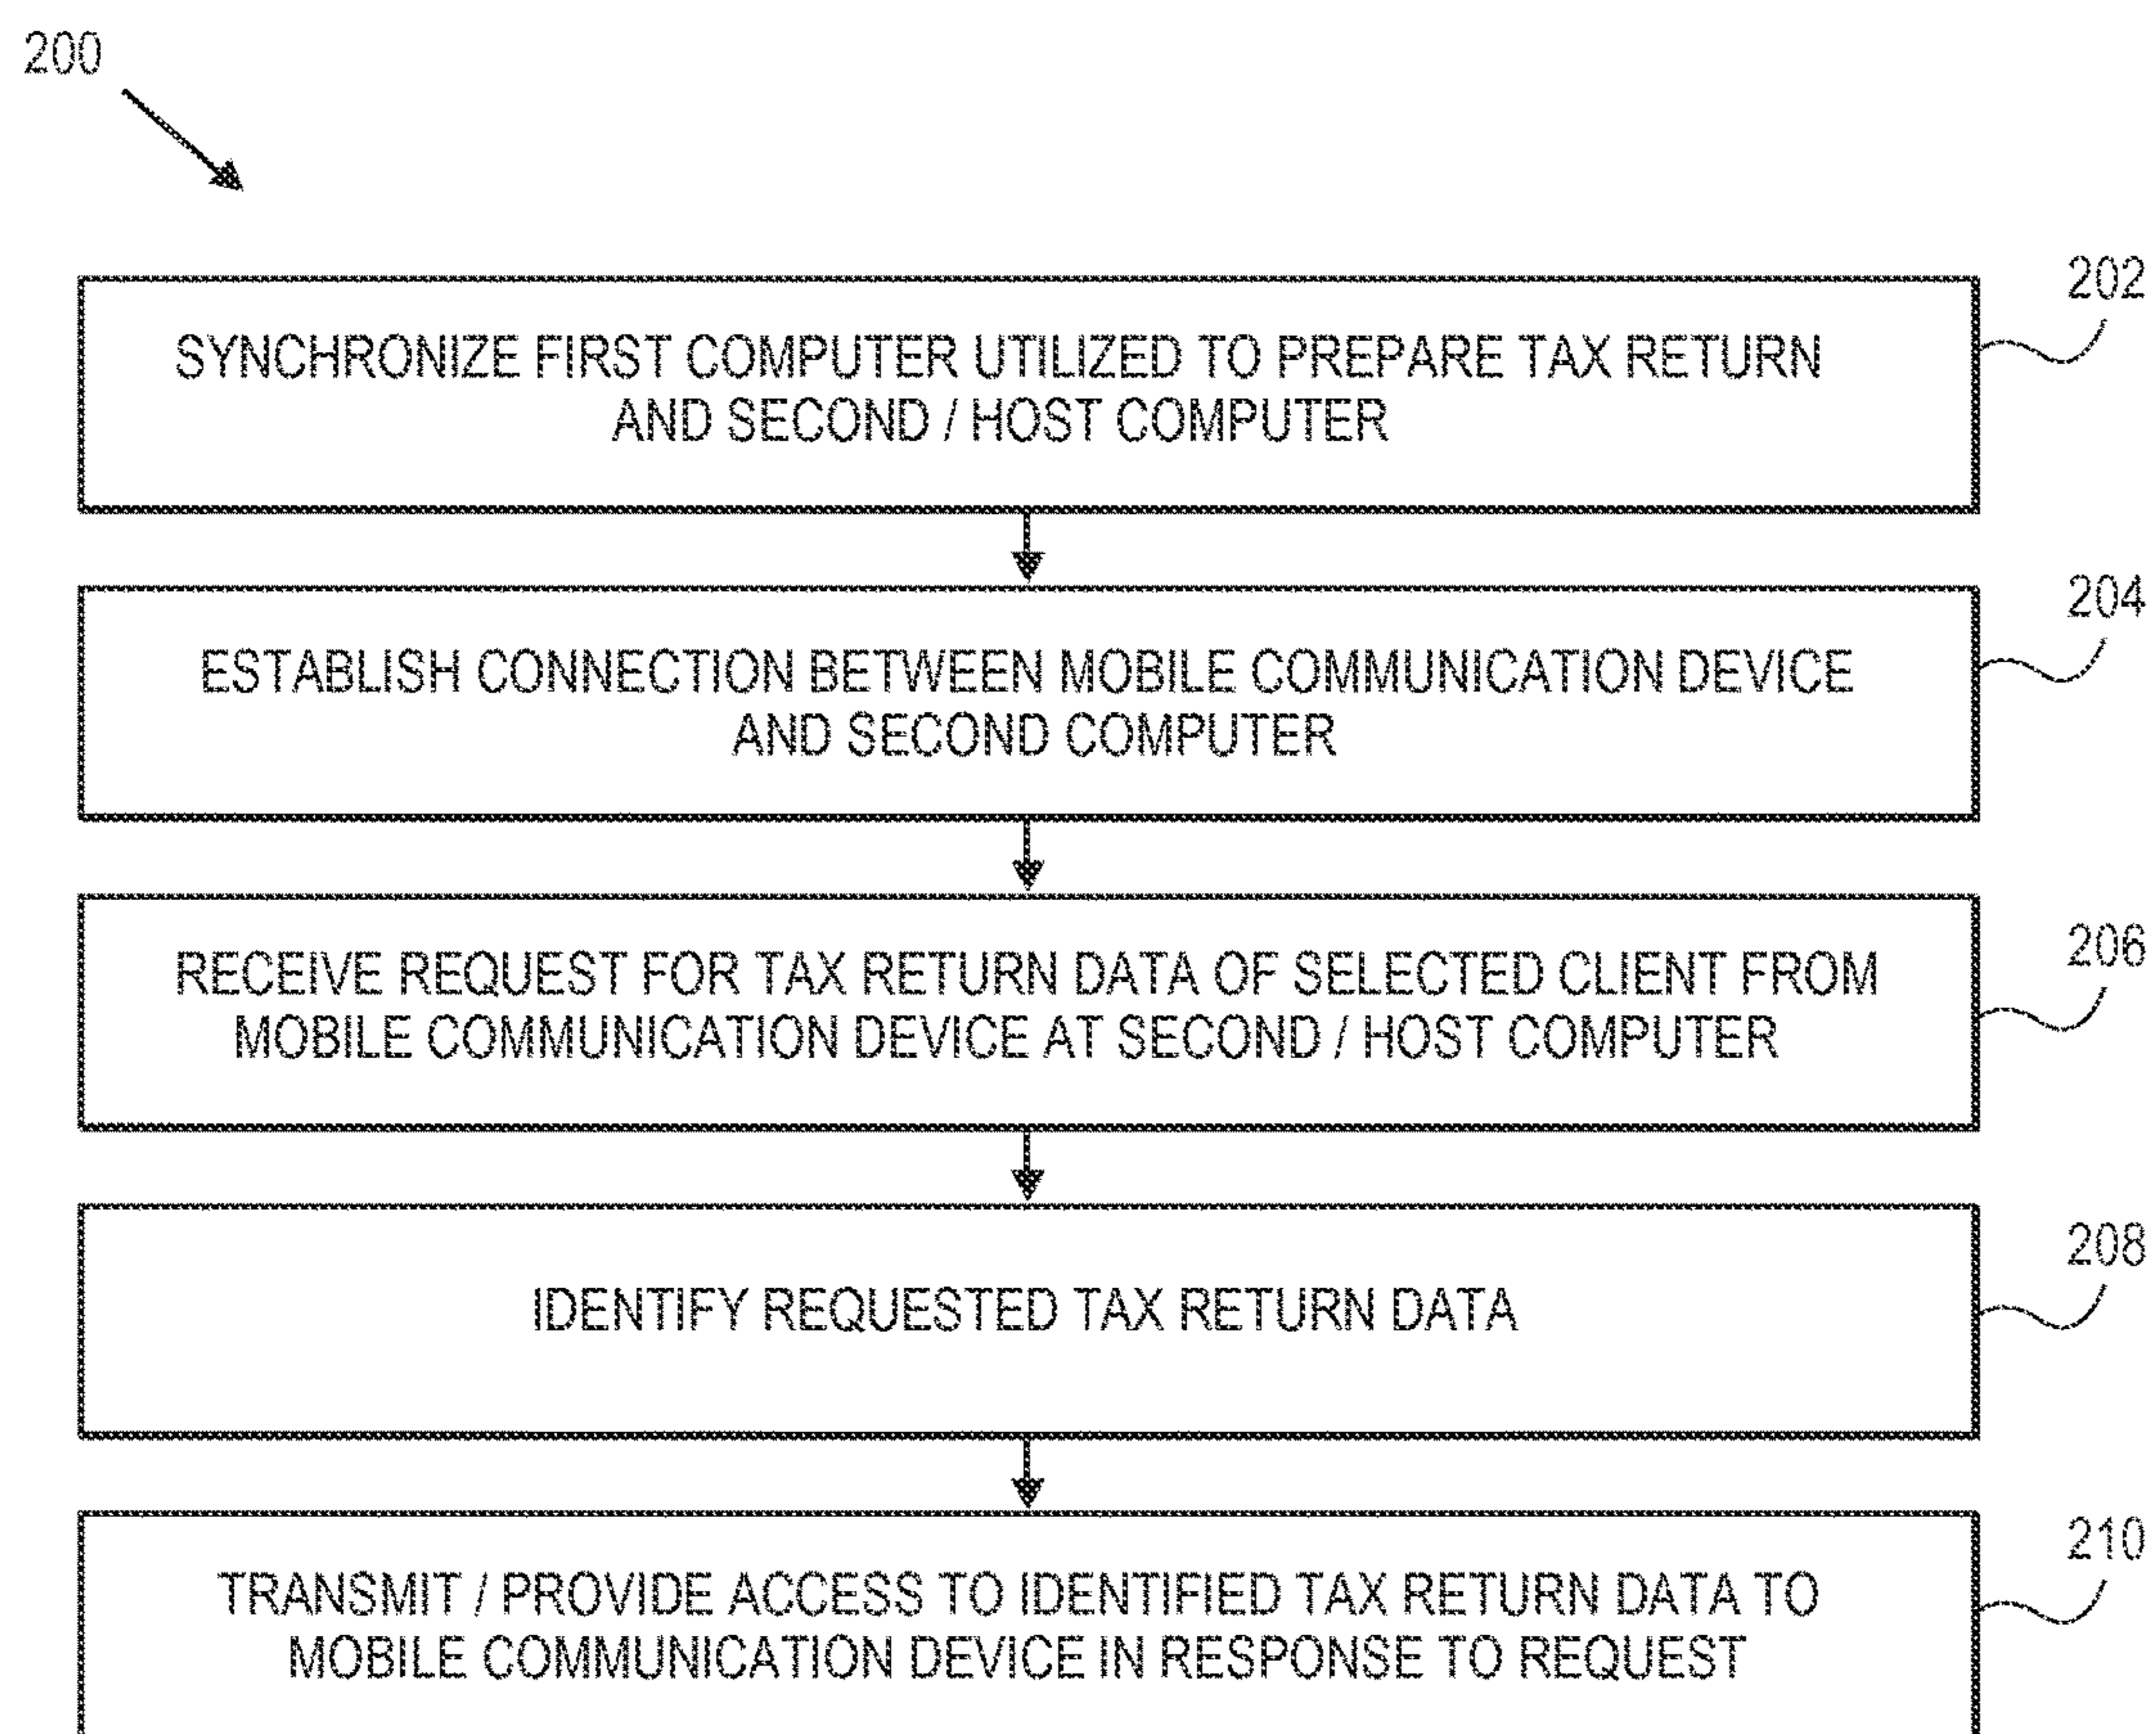 200
202
SYNCHRONIZE FIRST COMPUTER UTILIZED TO PREPARE TAX RETURN
AND SECOND / HOST COMPUTER
204
ESTABLISH CONNECTION BETWEEN MOBILE COMMUNICATION DEVICE
AND SECOND COMPUTER
206
RECEIVE REQUEST FOR TAX RETURN DATA OF SELECTED CLIENT FROM
MOBILE COMMUNICATION DEVICE AT SECOND / HOST COMPUTER
208
IDENTIFY REQUESTED TAX RETURN DATA
210
TRANSMIT / PROVIDE ACCESS TO IDENTIFIED TAX RETURN DATA TO
MOBILE COMMUNICATION DEVICE IN RESPONSE TO REQUEST